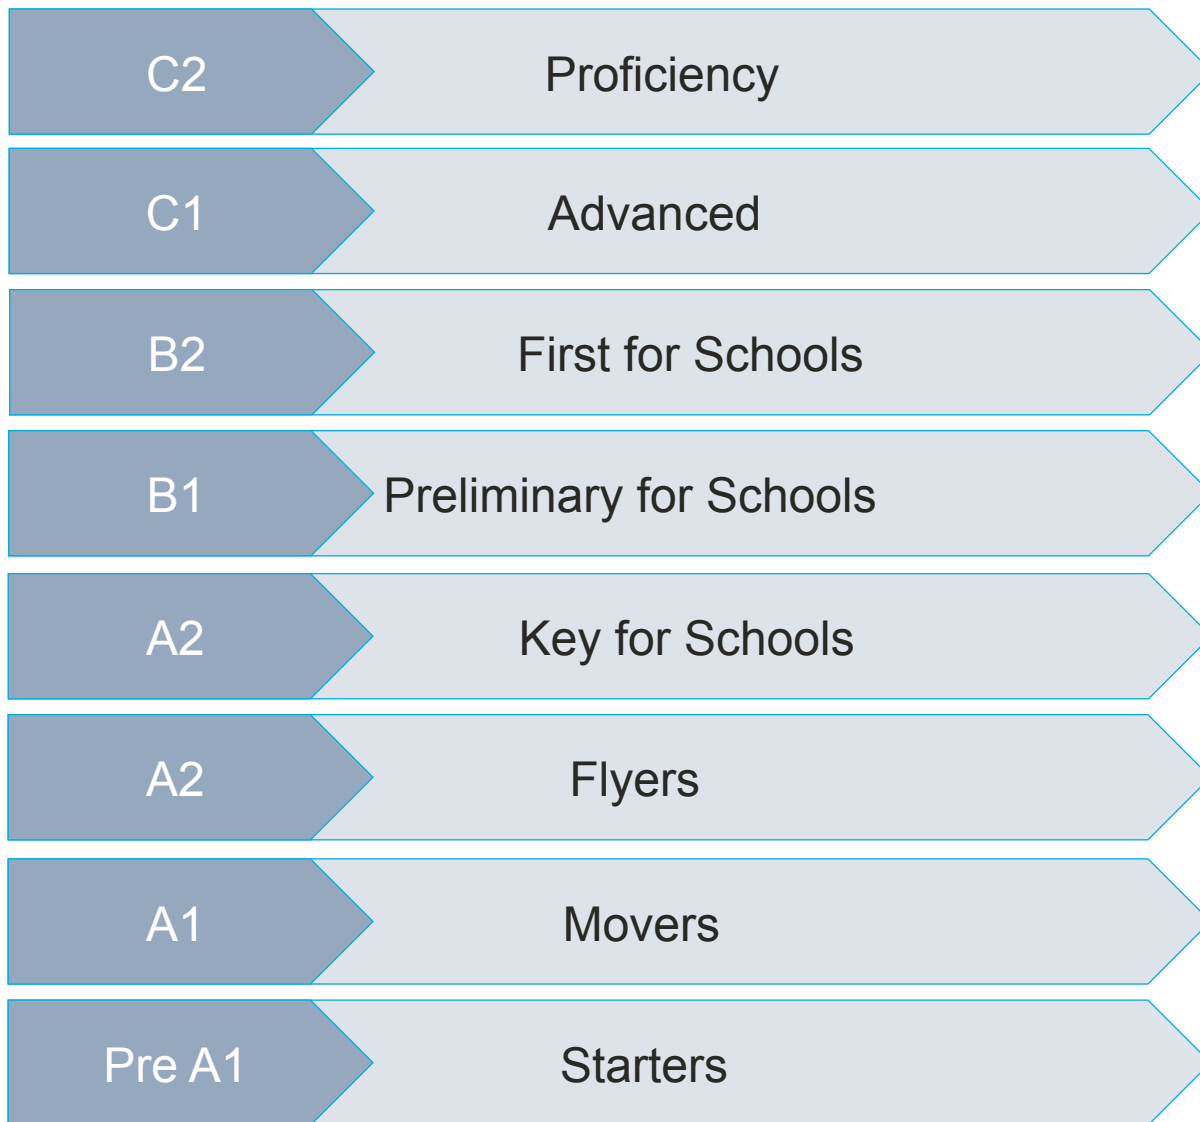 C2 Proficiency
C1 Advanced
B2 First for Schools
B1 Preliminary for Schools
A2 Key for Schools
A2 Flyers
A1 Movers
Pre A1 Starters